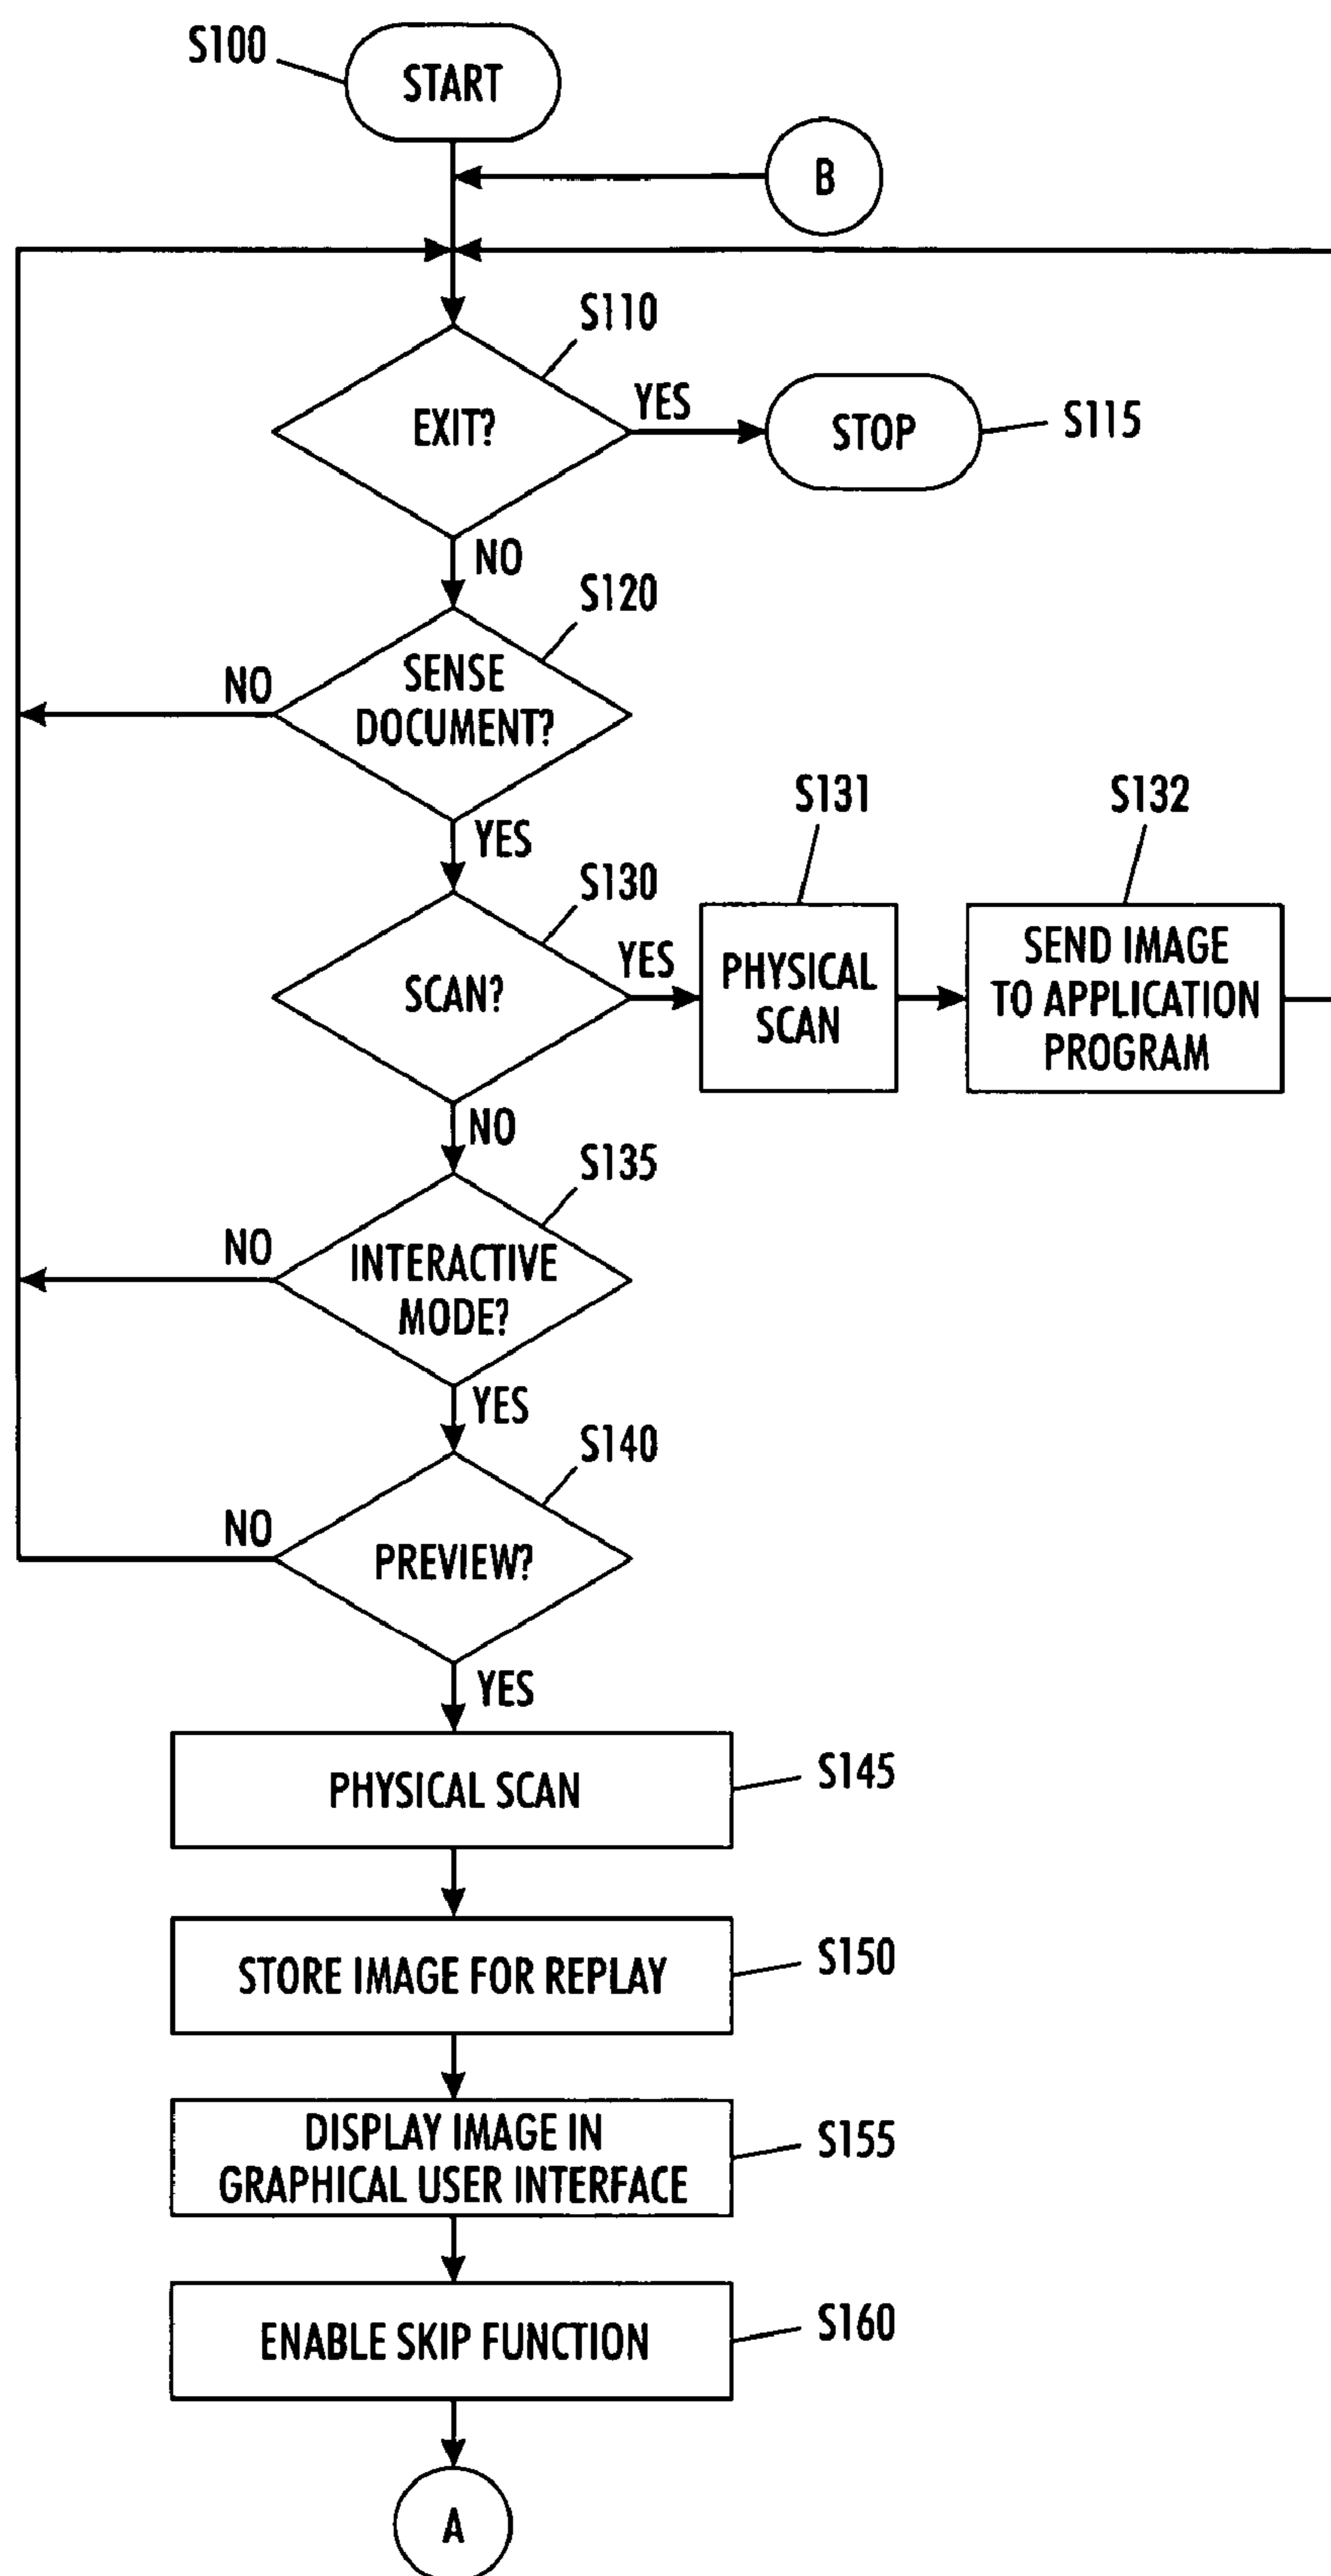 S100
START
B
S110
EXIT?
YES
STOP
S115
NO
S120
SENSE
DOCUMENT?
NO
YES
S130
SCAN?
YES
S131
PHYSICAL
SCAN
S132
SEND IMAGE
TO APPLICATION
PROGRAM
NO
S135
INTERACTIVE
MODE?
NO
YES
S140
PREVIEW?
NO
YES
PHYSICAL SCAN
S145
STORE IMAGE FOR REPLAY
S150
DISPLAY IMAGE IN
GRAPHICAL USER INTERFACE
S155
ENABLE SKIP FUNCTION
S160
A